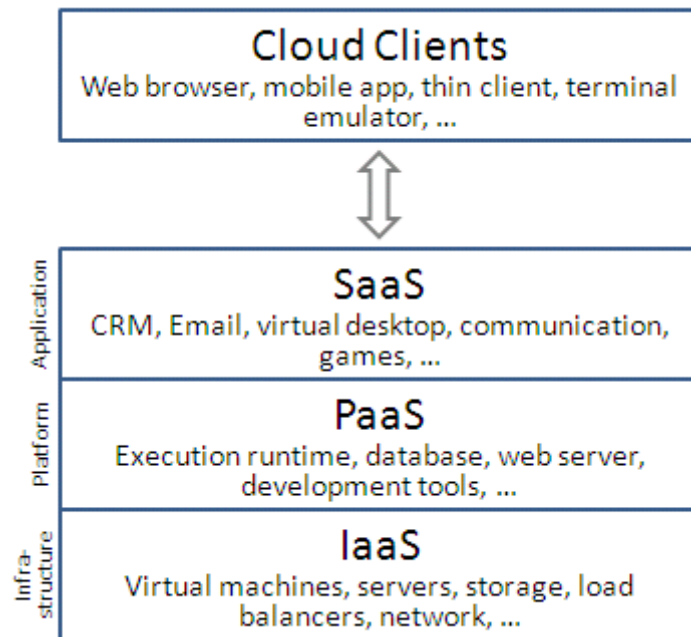 Cloud Clients
Web browser, mobile app, thin client, terminal
emulator, ...
Application
SaaS
CRM, Email, virtual desktop, communication,
games, ...
Platform
PaaS
Execution runtime, database, web server,
development tools, ...
Infra-
structure
IaaS
Virtual machines, servers, storage, load
balancers, network, ...